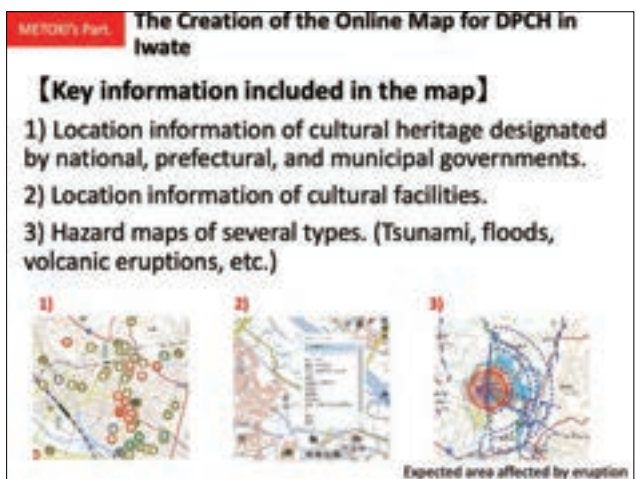 METOKI's Part.
The Creation of the Online Map for DPCH in
Iwate
【Key information included in the map】
1) Location information of cultural heritage designated
by national, prefectural, and municipal governments.
2) Location information of cultural facilities.
3) Hazard maps of several types. (Tsunami, floods,
volcanic eruptions, etc.)
1)
2)
3)
Expected area affected by eruption